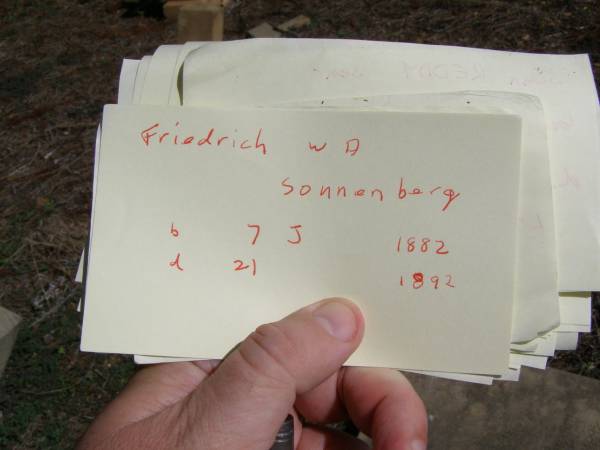 Friedrich W D
Sonnenberg
b 7 J 1882
d 21 1892